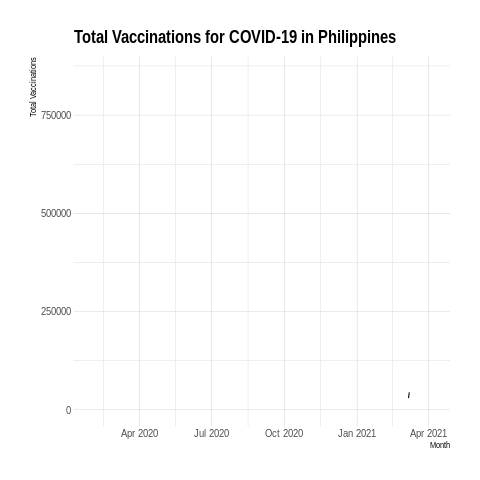 Total Vaccinations for COVID-19 in Philippines
Total Vaccinations
750000
500000
250000
0
Apr 2020 Jul 2020 Oct 2020 Jan 2021 Apr 2021
Month